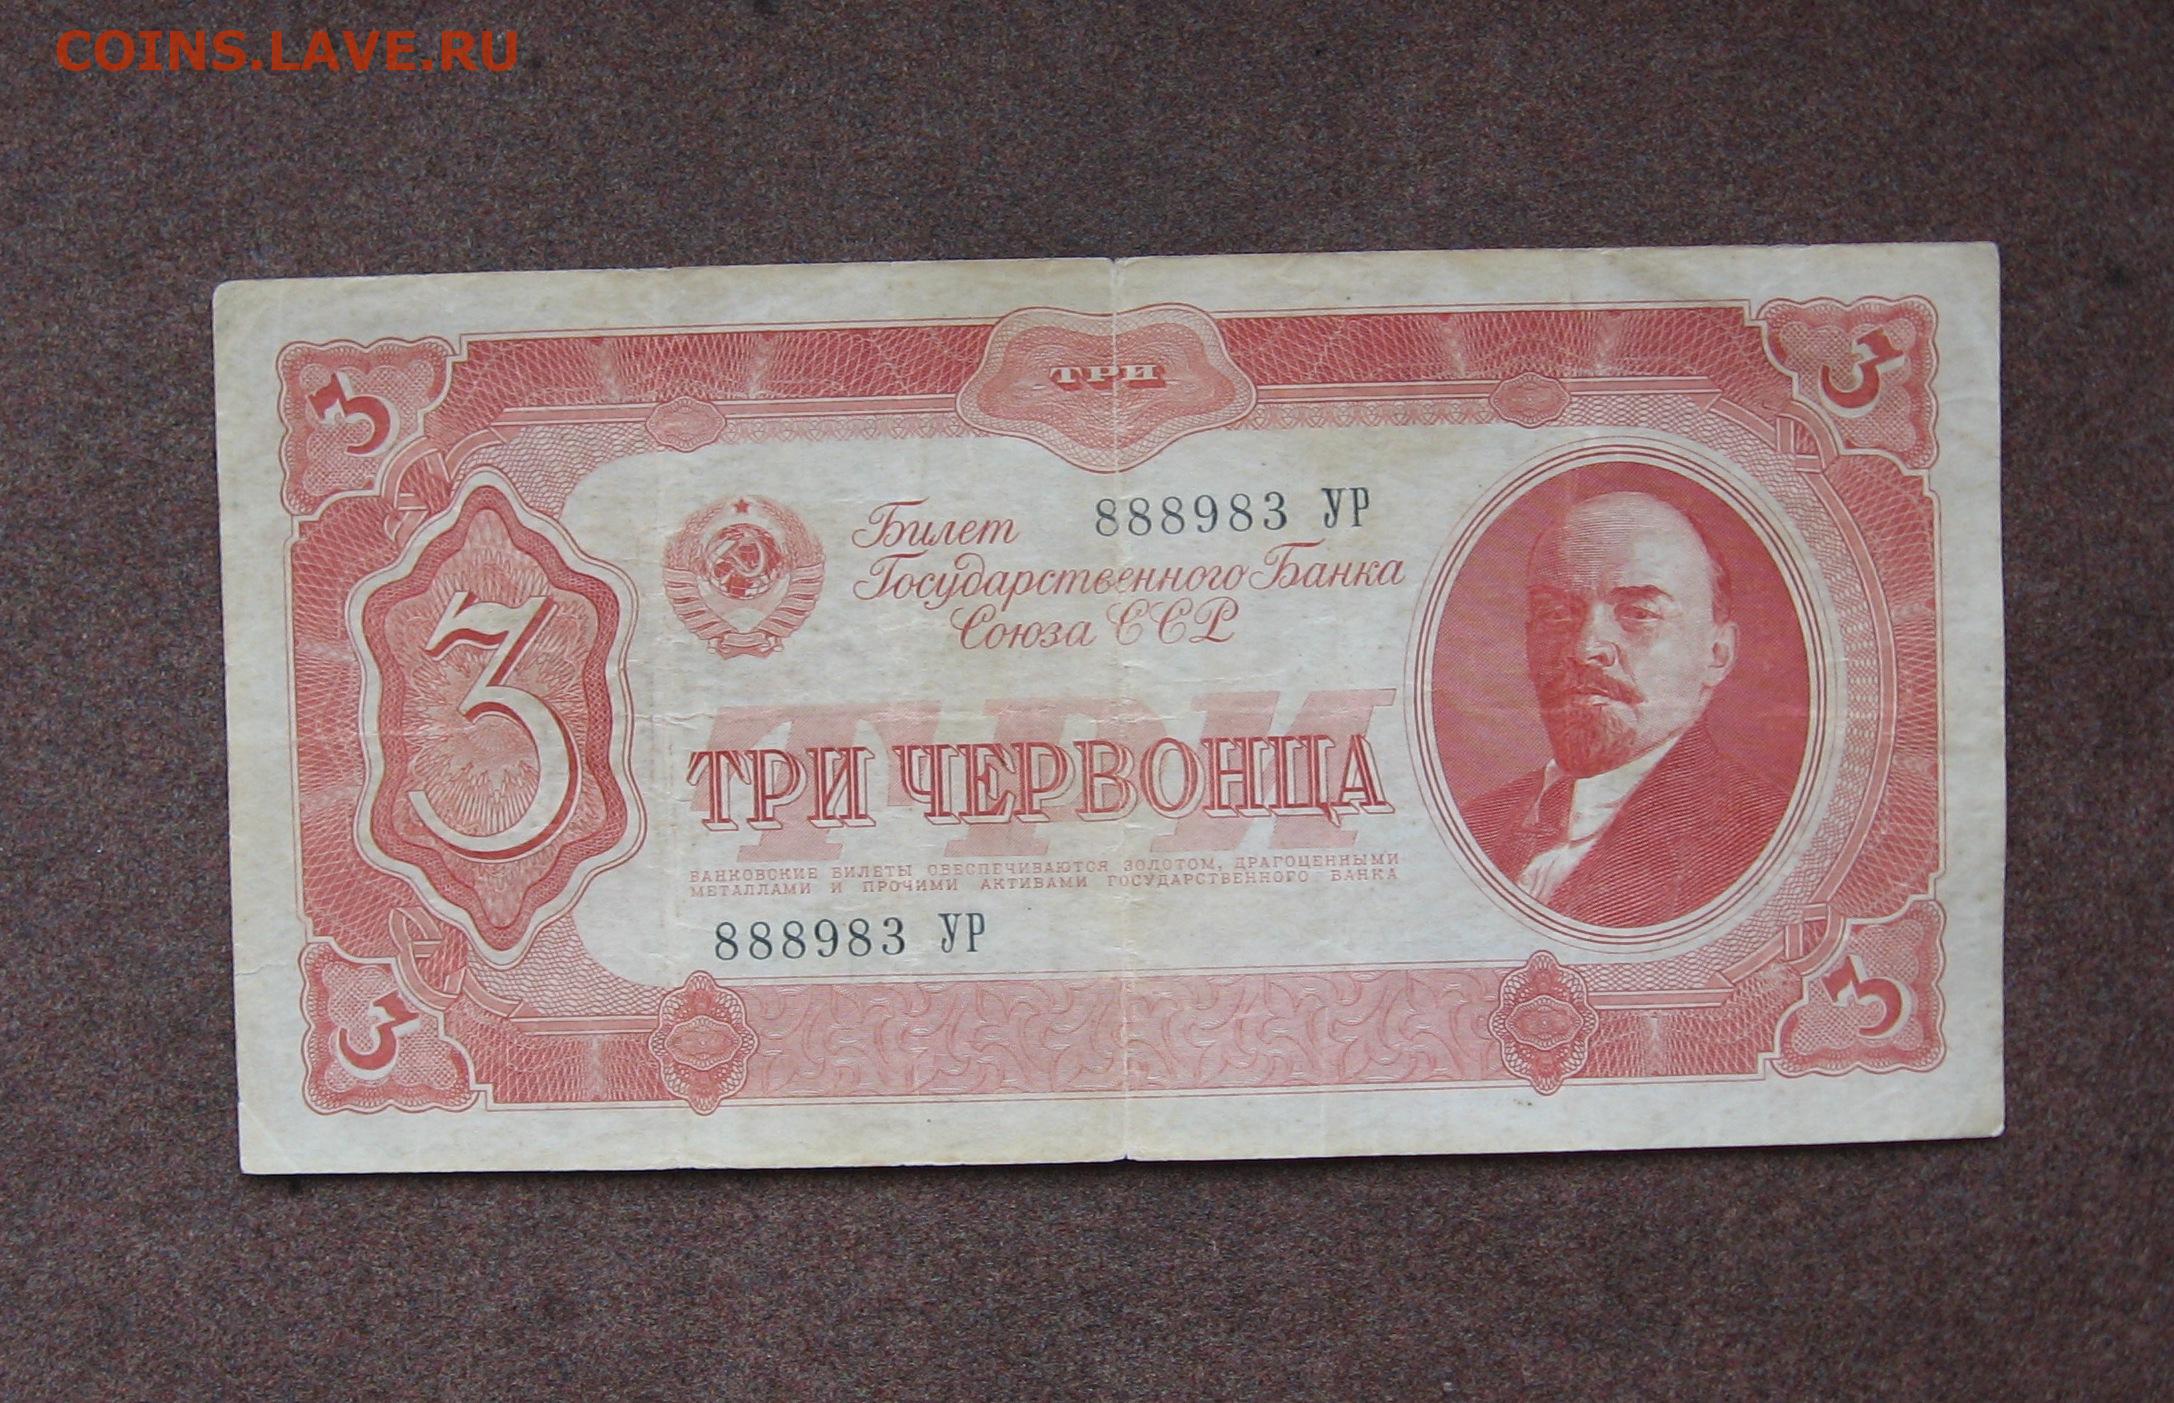 COINS.LAVE.RU
ТРИ
3
3
Билет 888983 УР
Государственного Банка
Союза ССР
3
ТРИ
ТРИ ЧЕРВОНЦА
БАНКОВСКИЕ БИЛЕТЫ ОБЕСПЕЧИВАЮТСЯ ЗОЛОТОМ, ДРАГОЦЕННЫМИ
МЕТАЛЛАМИ И ПРОЧИМИ АКТИВАМИ ГОСУДАРСТВЕННОГО БАНКА
888983 УР
3
3